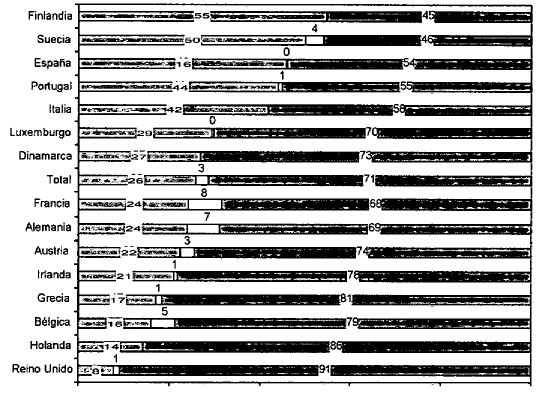 Finlandia 55 45
4
Suecia 50 46
0
España 16 54
1
Portugal 44 55
Italia 42 58
0
Luxemburgo 29 70
Dinamarca 27 73
3
Total 26 71
8
Francia 24 68
7
Alemania 24 69
3
Austria 22 74
1
Irlanda 21 78
1
Grecia 17 81
5
Bélgica 16 79
Holanda 14 86
1
Reino Unido 8 91